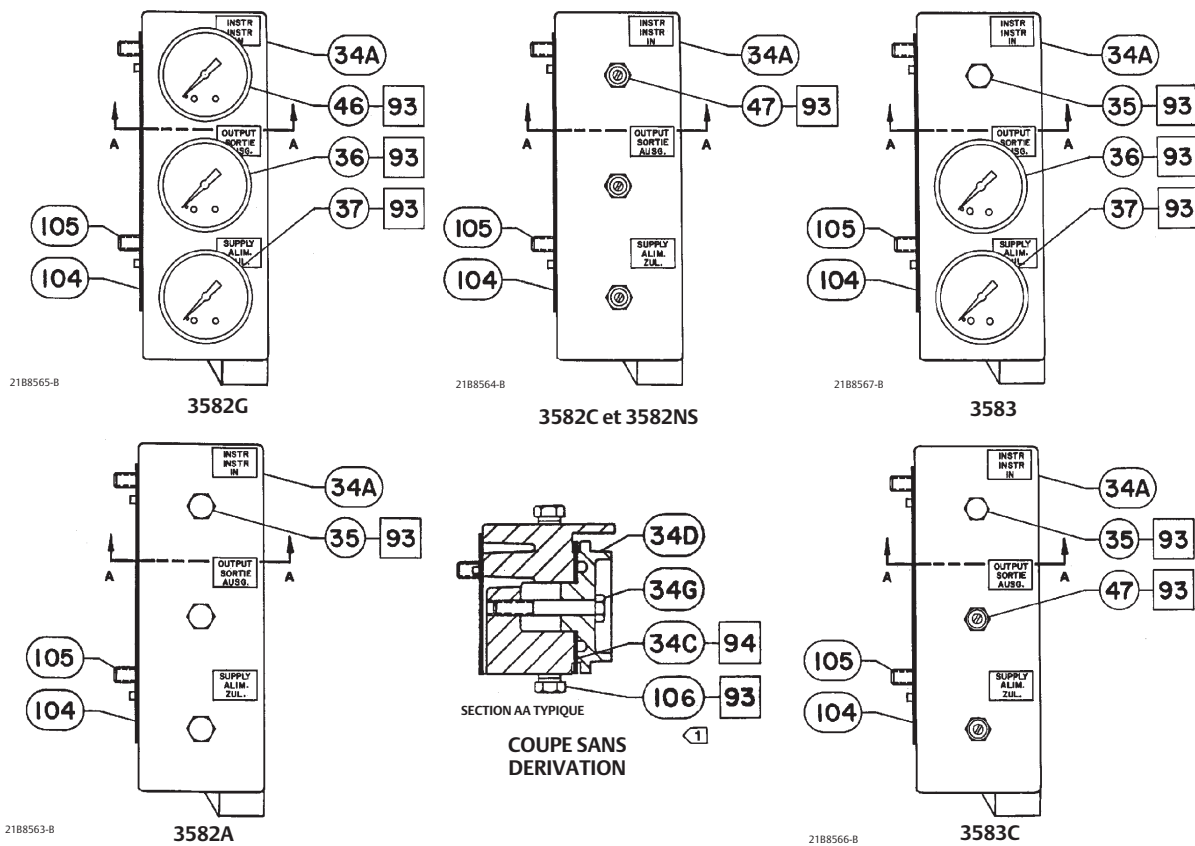 INSTR
INSTR
IN
34A
46
93
A
A
OUTPUT
SORTIE
AUSG.
36
93
37
93
105
SUPPLY
ALIM.
ZUL.
104
21B8565-B
3582G
INSTR
INSTR
IN
34A
47
93
A
A
OUTPUT
SORTIE
AUSG.
105
SUPPLY
ALIM.
ZUL.
104
21B8564-B
3582C et 3582NS
INSTR
INSTR
IN
34A
35
93
A
A
OUTPUT
SORTIE
AUSG.
36
93
37
93
105
SUPPLY
ALIM.
ZUL.
104
21B8567-B
3583
INSTR
INSTR
IN
34A
35
93
A
A
OUTPUT
SORTIE
AUSG.
105
SUPPLY
ALIM.
ZUL.
104
21B8563-B
3582A
34D
34G
34C
94
106
93
SECTION AA TYPIQUE
1
COUPE SANS
DERIVATION
INSTR
INSTR
IN
34A
35
93
A
A
OUTPUT
SORTIE
AUSG.
47
93
105
SUPPLY
ALIM.
ZUL.
104
21B8566-B
3583C